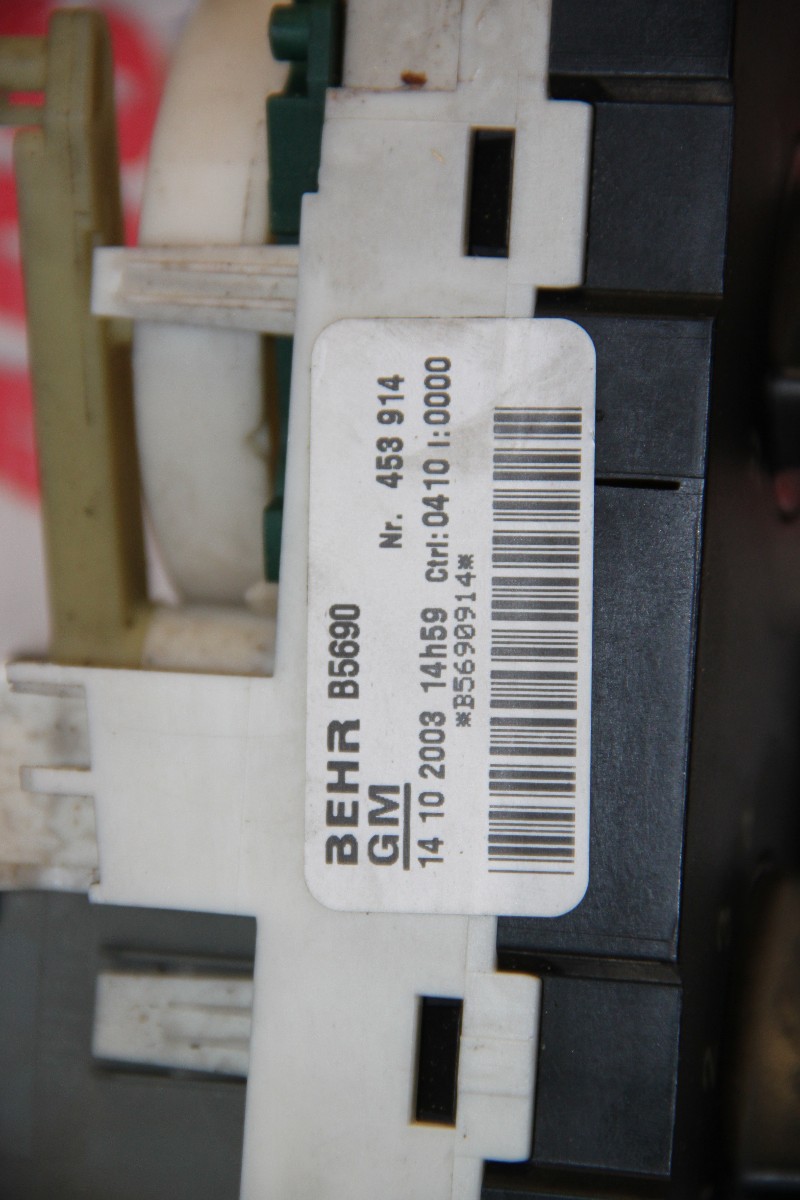 BEHR B5690
GM Nr. 453 914
14 10 2003 14h59 Ctrl:0410 I:0000
*B5690914*